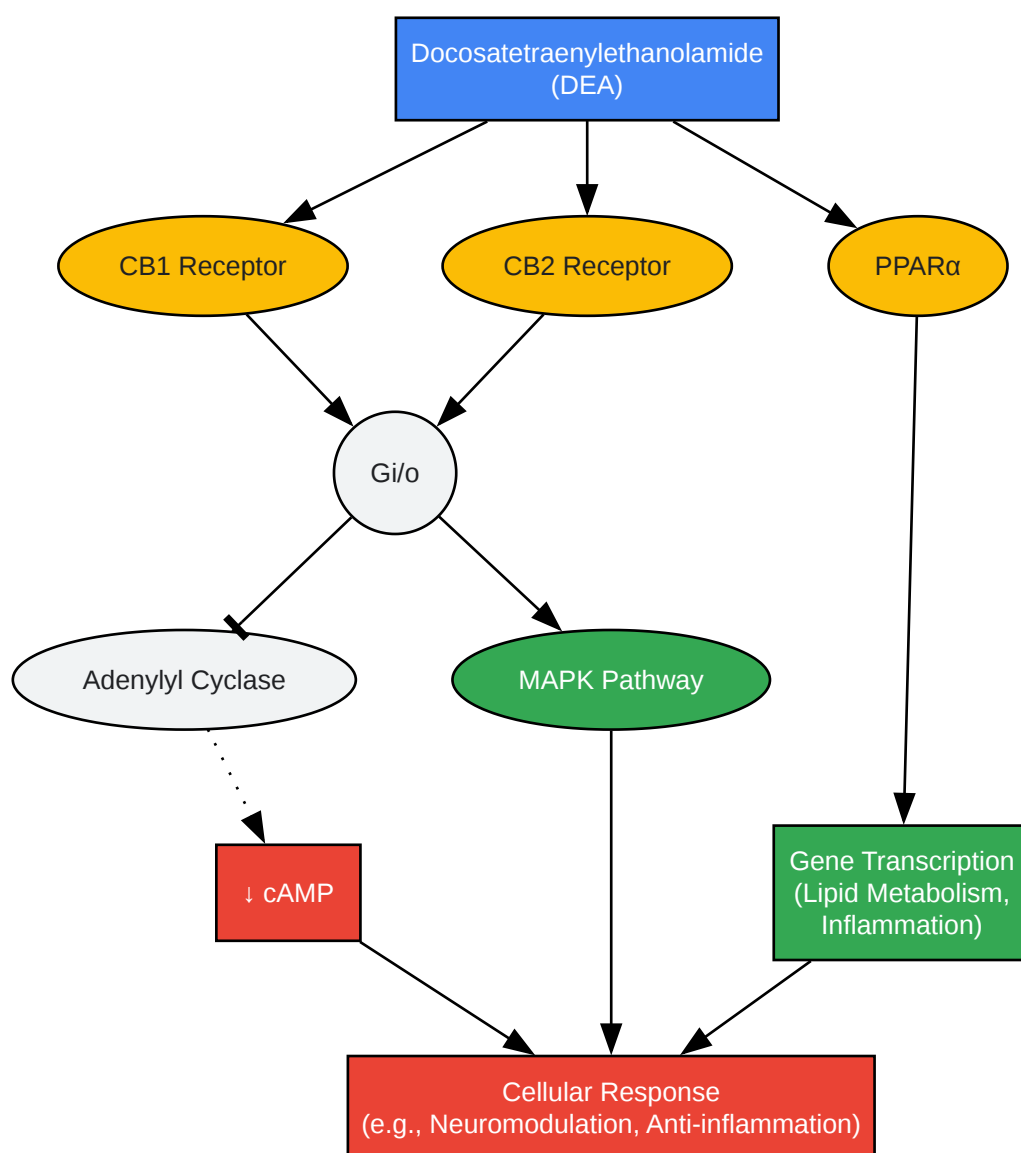 Docosatetraenylethanolamide
(DEA)
CB1 Receptor
CB2 Receptor
PPARα
Gi/o
Adenylyl Cyclase
MAPK Pathway
↓ cAMP
Gene Transcription
(Lipid Metabolism,
Inflammation)
Cellular Response
(e.g., Neuromodulation, Anti-inflammation)